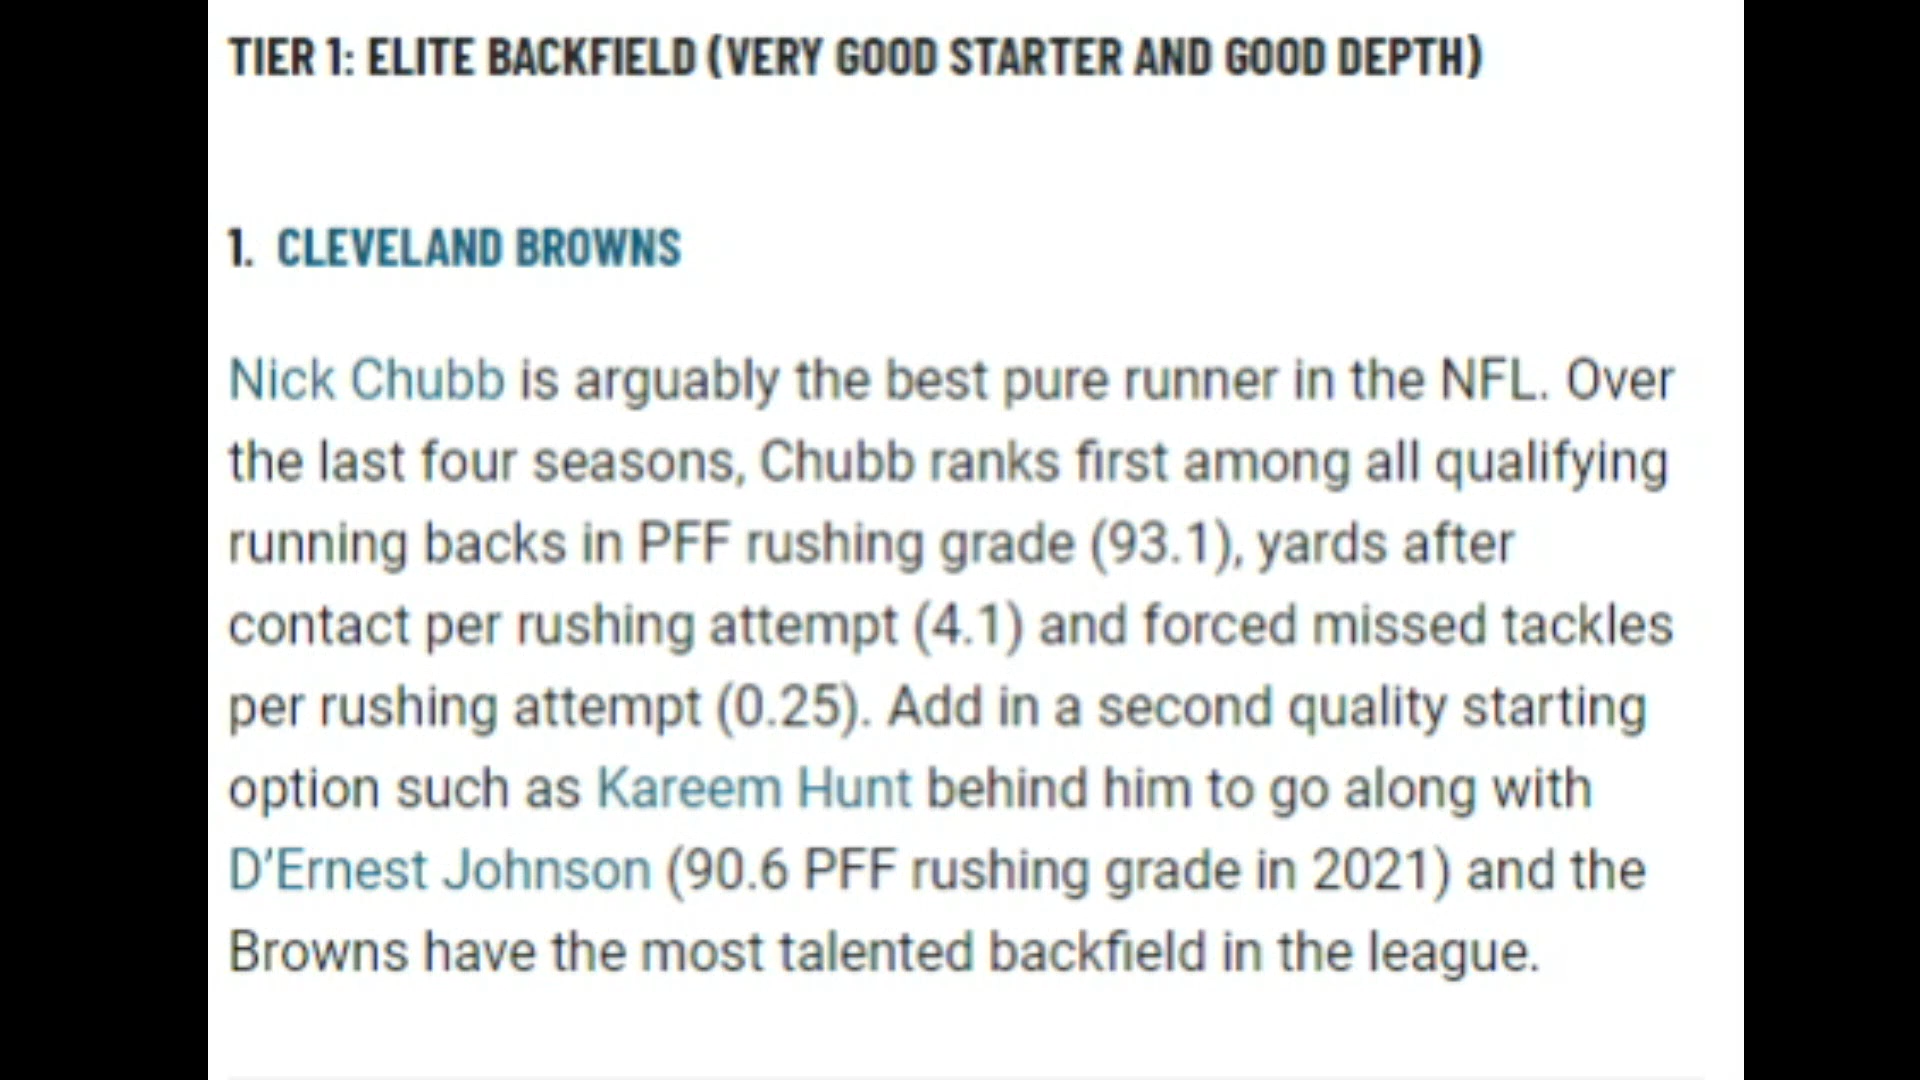 TIER 1: ELITE BACKFIELD (VERY GOOD STARTER AND GOOD DEPTH)
1. CLEVELAND BROWNS
Nick Chubb is arguably the best pure runner in the NFL. Over
the last four seasons, Chubb ranks first among all qualifying
running backs in PFF rushing grade (93.1), yards after
contact per rushing attempt (4.1) and forced missed tackles
per rushing attempt (0.25). Add in a second quality starting
option such as Kareem Hunt behind him to go along with
D’Ernest Johnson (90.6 PFF rushing grade in 2021) and the
Browns have the most talented backfield in the league.